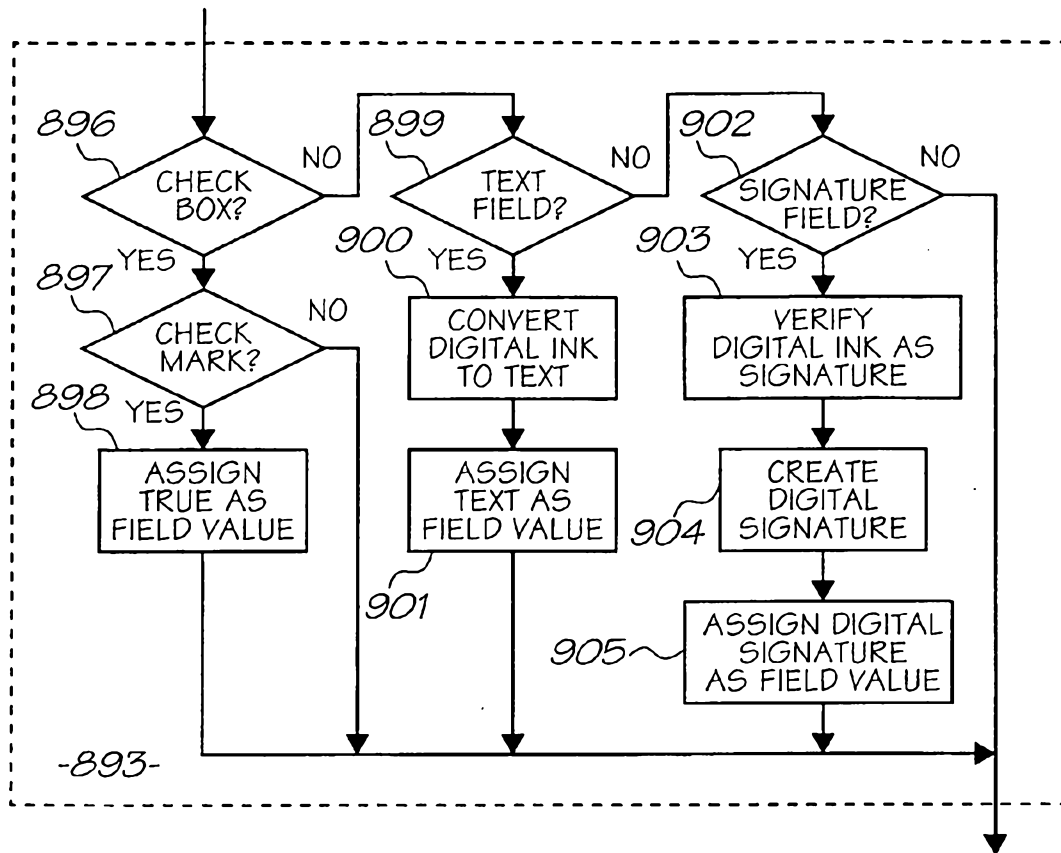 896
CHECK
BOX?
NO
YES
899
TEXT
FIELD?
NO
YES
902
SIGNATURE
FIELD?
NO
YES
897
CHECK
MARK?
NO
YES
900
CONVERT
DIGITAL INK
TO TEXT
903
VERIFY
DIGITAL INK AS
SIGNATURE
898
ASSIGN
TRUE AS
FIELD VALUE
ASSIGN
TEXT AS
FIELD VALUE
901
CREATE
DIGITAL
SIGNATURE
904
ASSIGN DIGITAL
SIGNATURE
AS FIELD VALUE
905
-893-